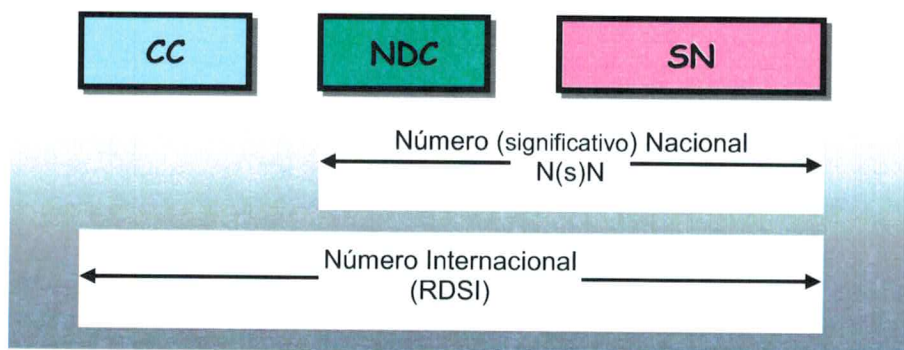 CC NDC SN
Número (significativo) Nacional
N(s)N
Número Internacional
(RDSI)